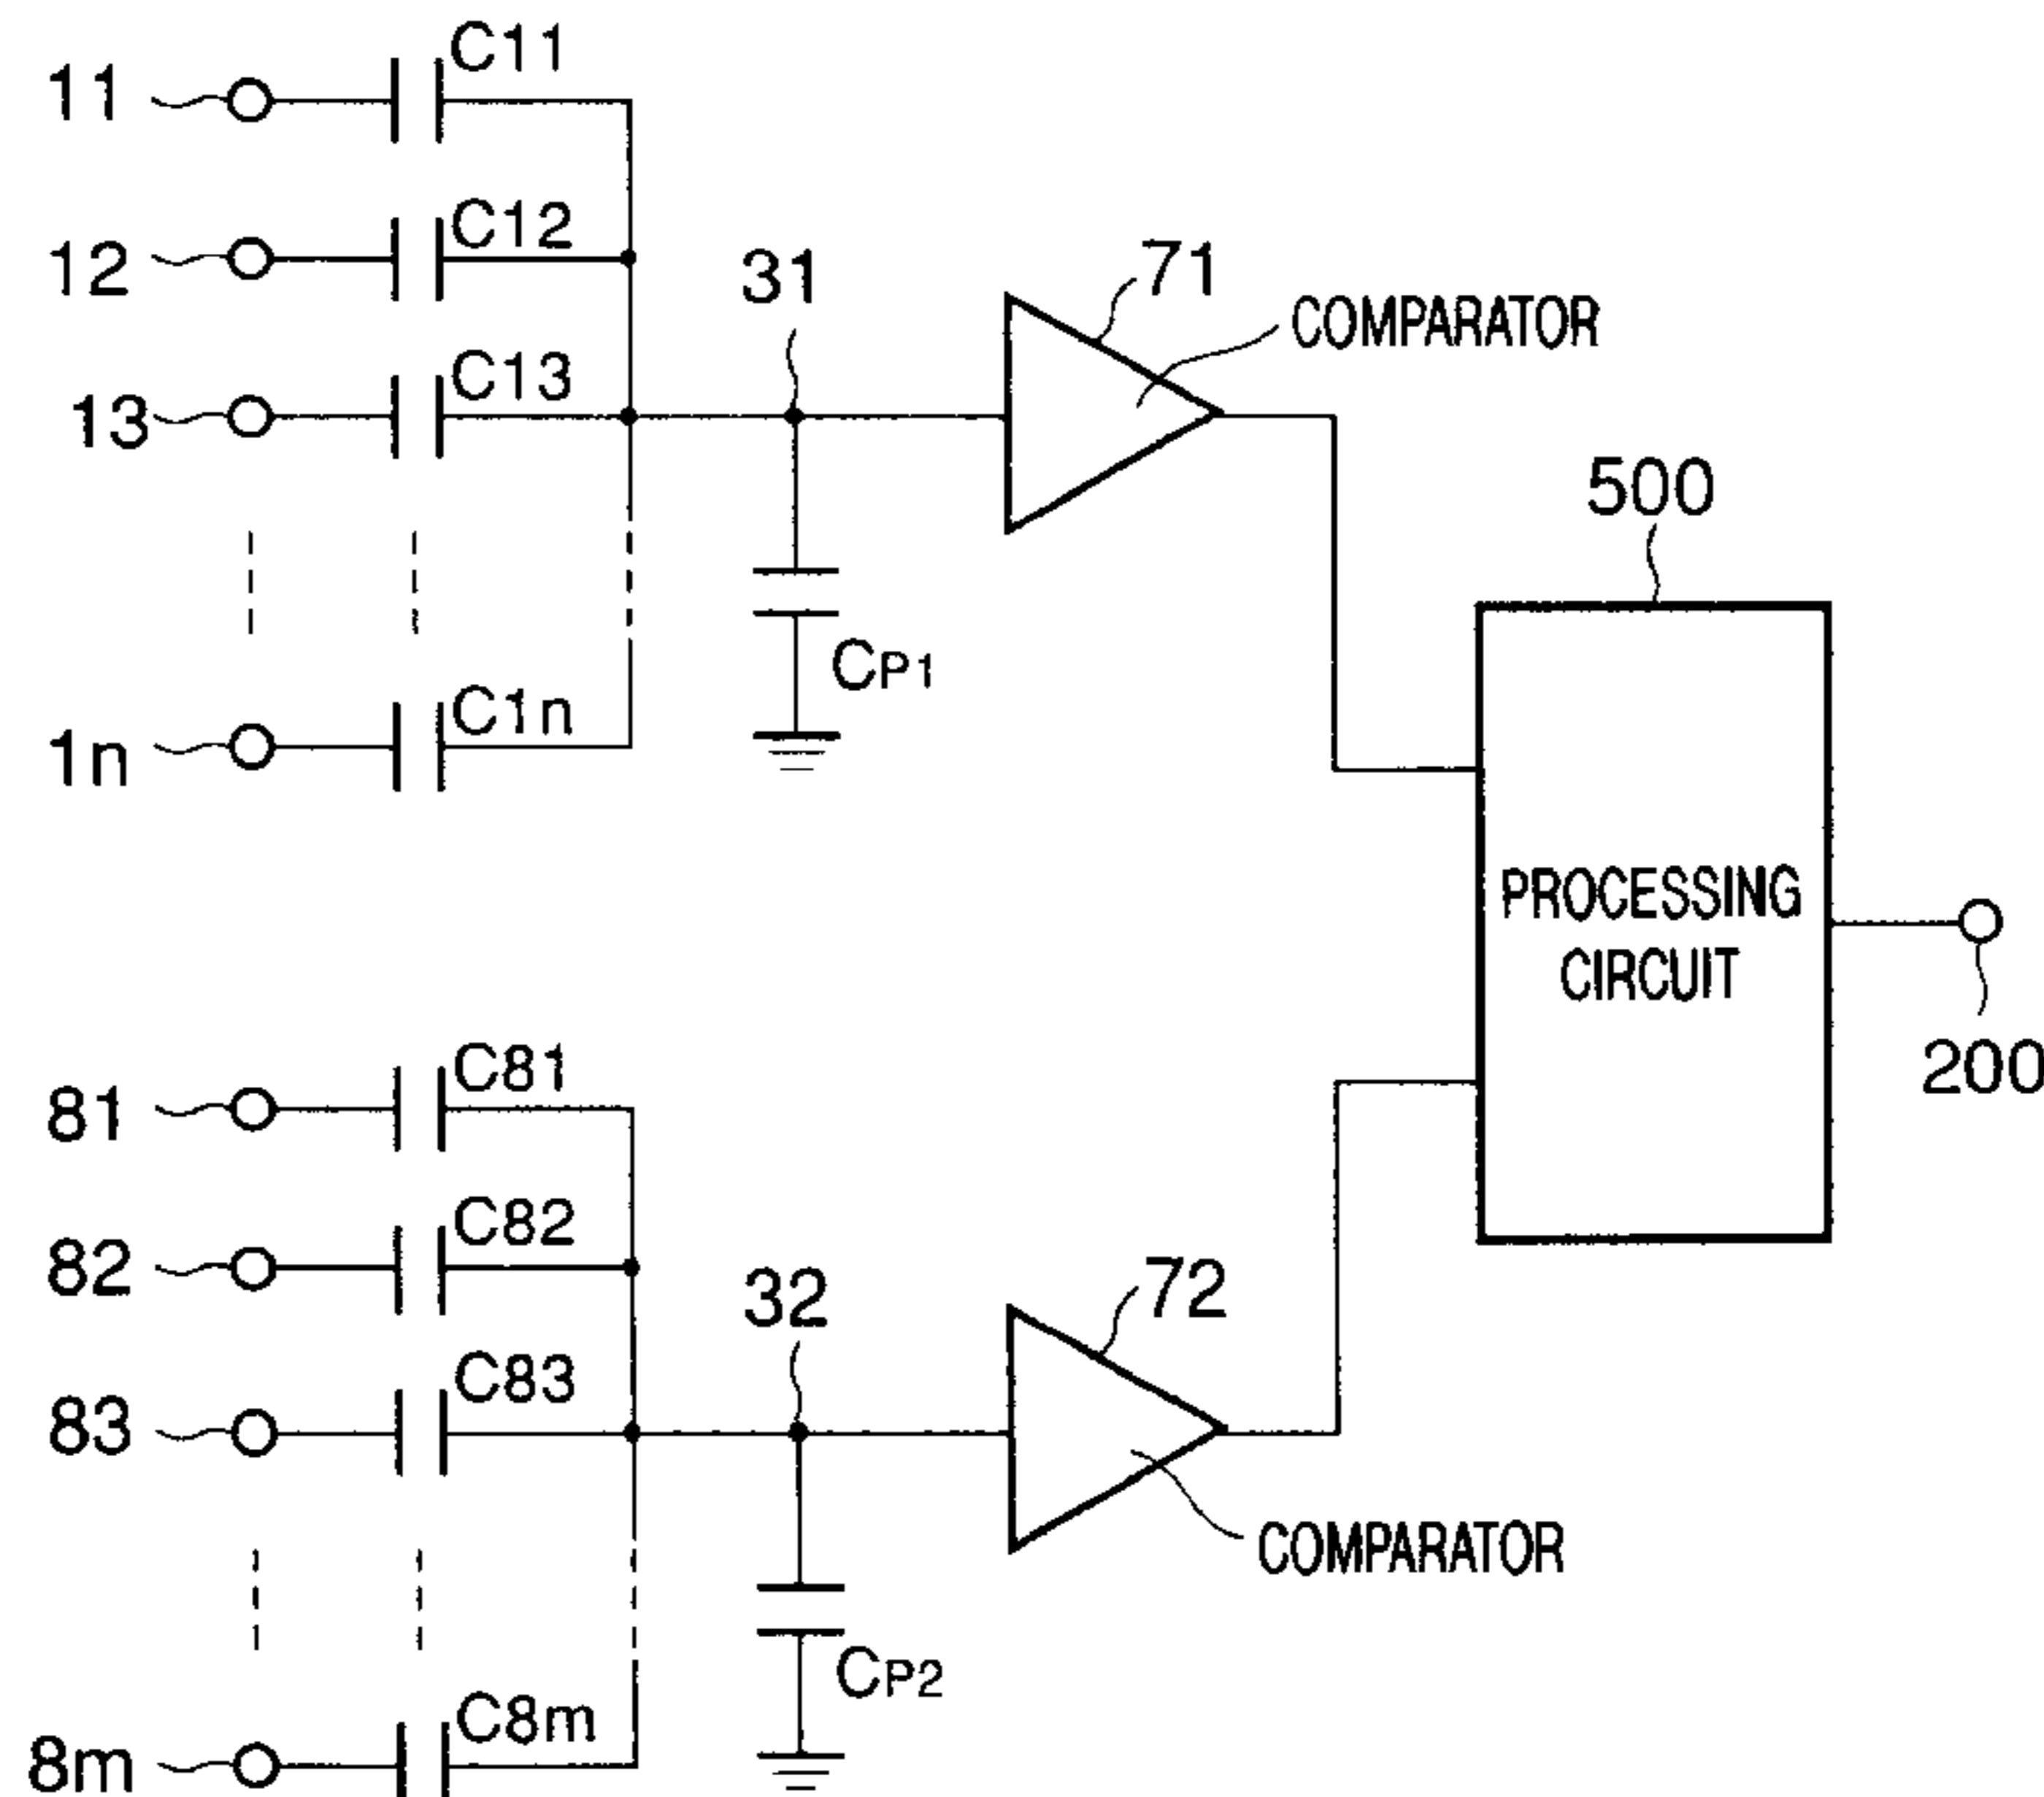 11
C11
12
C12
31
71
COMPARATOR
13
C13
500
CP1
1n
C1n
PROCESSING
CIRCUIT
200
81
C81
82
C82
32
72
83
C83
COMPARATOR
CP2
8m
C8m